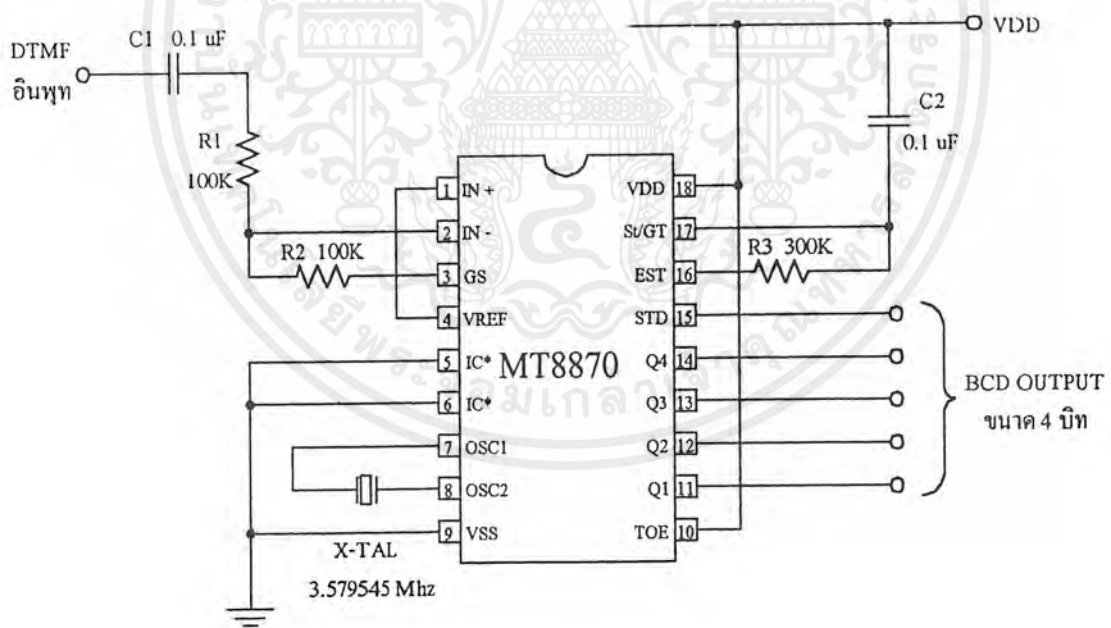 DTMF
อินพุท
C1
0.1 uF
R1
100K
R2 100K
VDD
C2
0.1 uF
R3 300K
1 IN +
2 IN -
3 GS
4 VREF
5 IC*
6 IC*
7 OSC1
8 OSC2
9 VSS
MT8870
VDD 18
St/GT 17
EST 16
STD 15
Q4 14
Q3 13
Q2 12
Q1 11
TOE 10
BCD OUTPUT
ขนาด 4 บิท
X-TAL
3.579545 Mhz